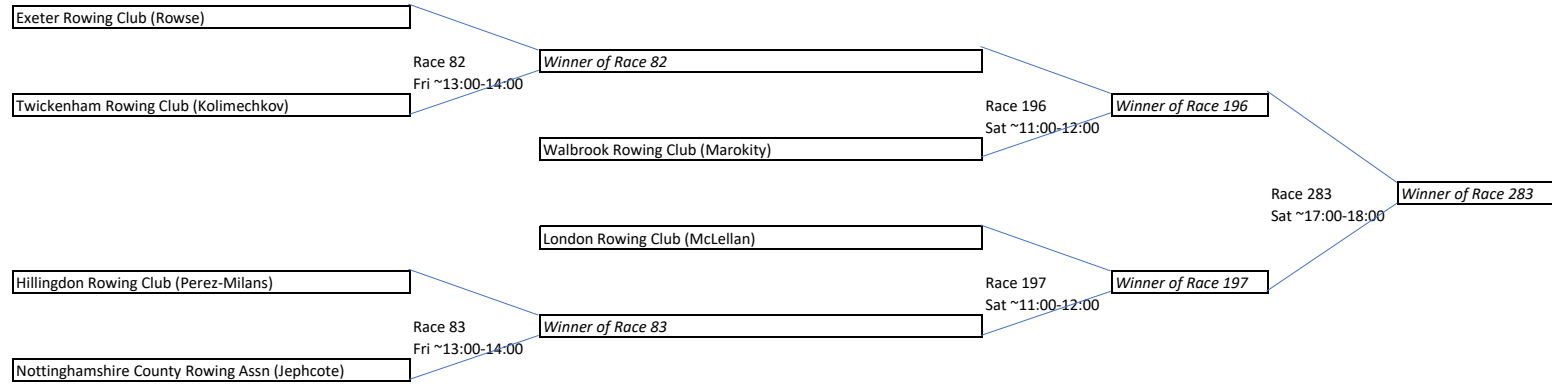 Exeter Rowing Club (Rowse)
Race 82
Fri ~13:00-14:00
Twickenham Rowing Club (Kolimechkov)
Winner of Race 82
Race 196
Sat ~11:00-12:00
Walbrook Rowing Club (Marokity)
Winner of Race 196
Race 283
Sat ~17:00-18:00
Winner of Race 283
London Rowing Club (McLellan)
Hillingdon Rowing Club (Perez-Milans)
Race 197
Sat ~11:00-12:00
Winner of Race 197
Race 83
Fri ~13:00-14:00
Winner of Race 83
Nottinghamshire County Rowing Assn (Jephcote)